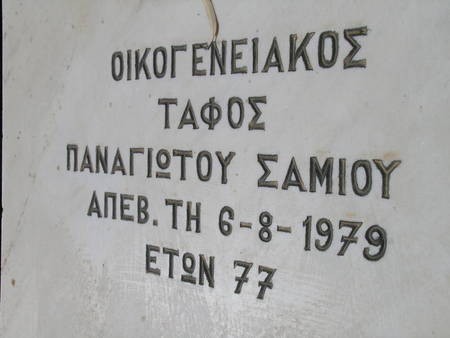 ΟΙΚΟΓΕΝΕΙΑΚΟΣ
ΤΑΦΟΣ
ΠΑΝΑΓΙΩΤΟΥ ΣΑΜΙΟΥ
ΑΠΕΒ. ΤΗ 6-8-1979
ΕΤΩΝ 77